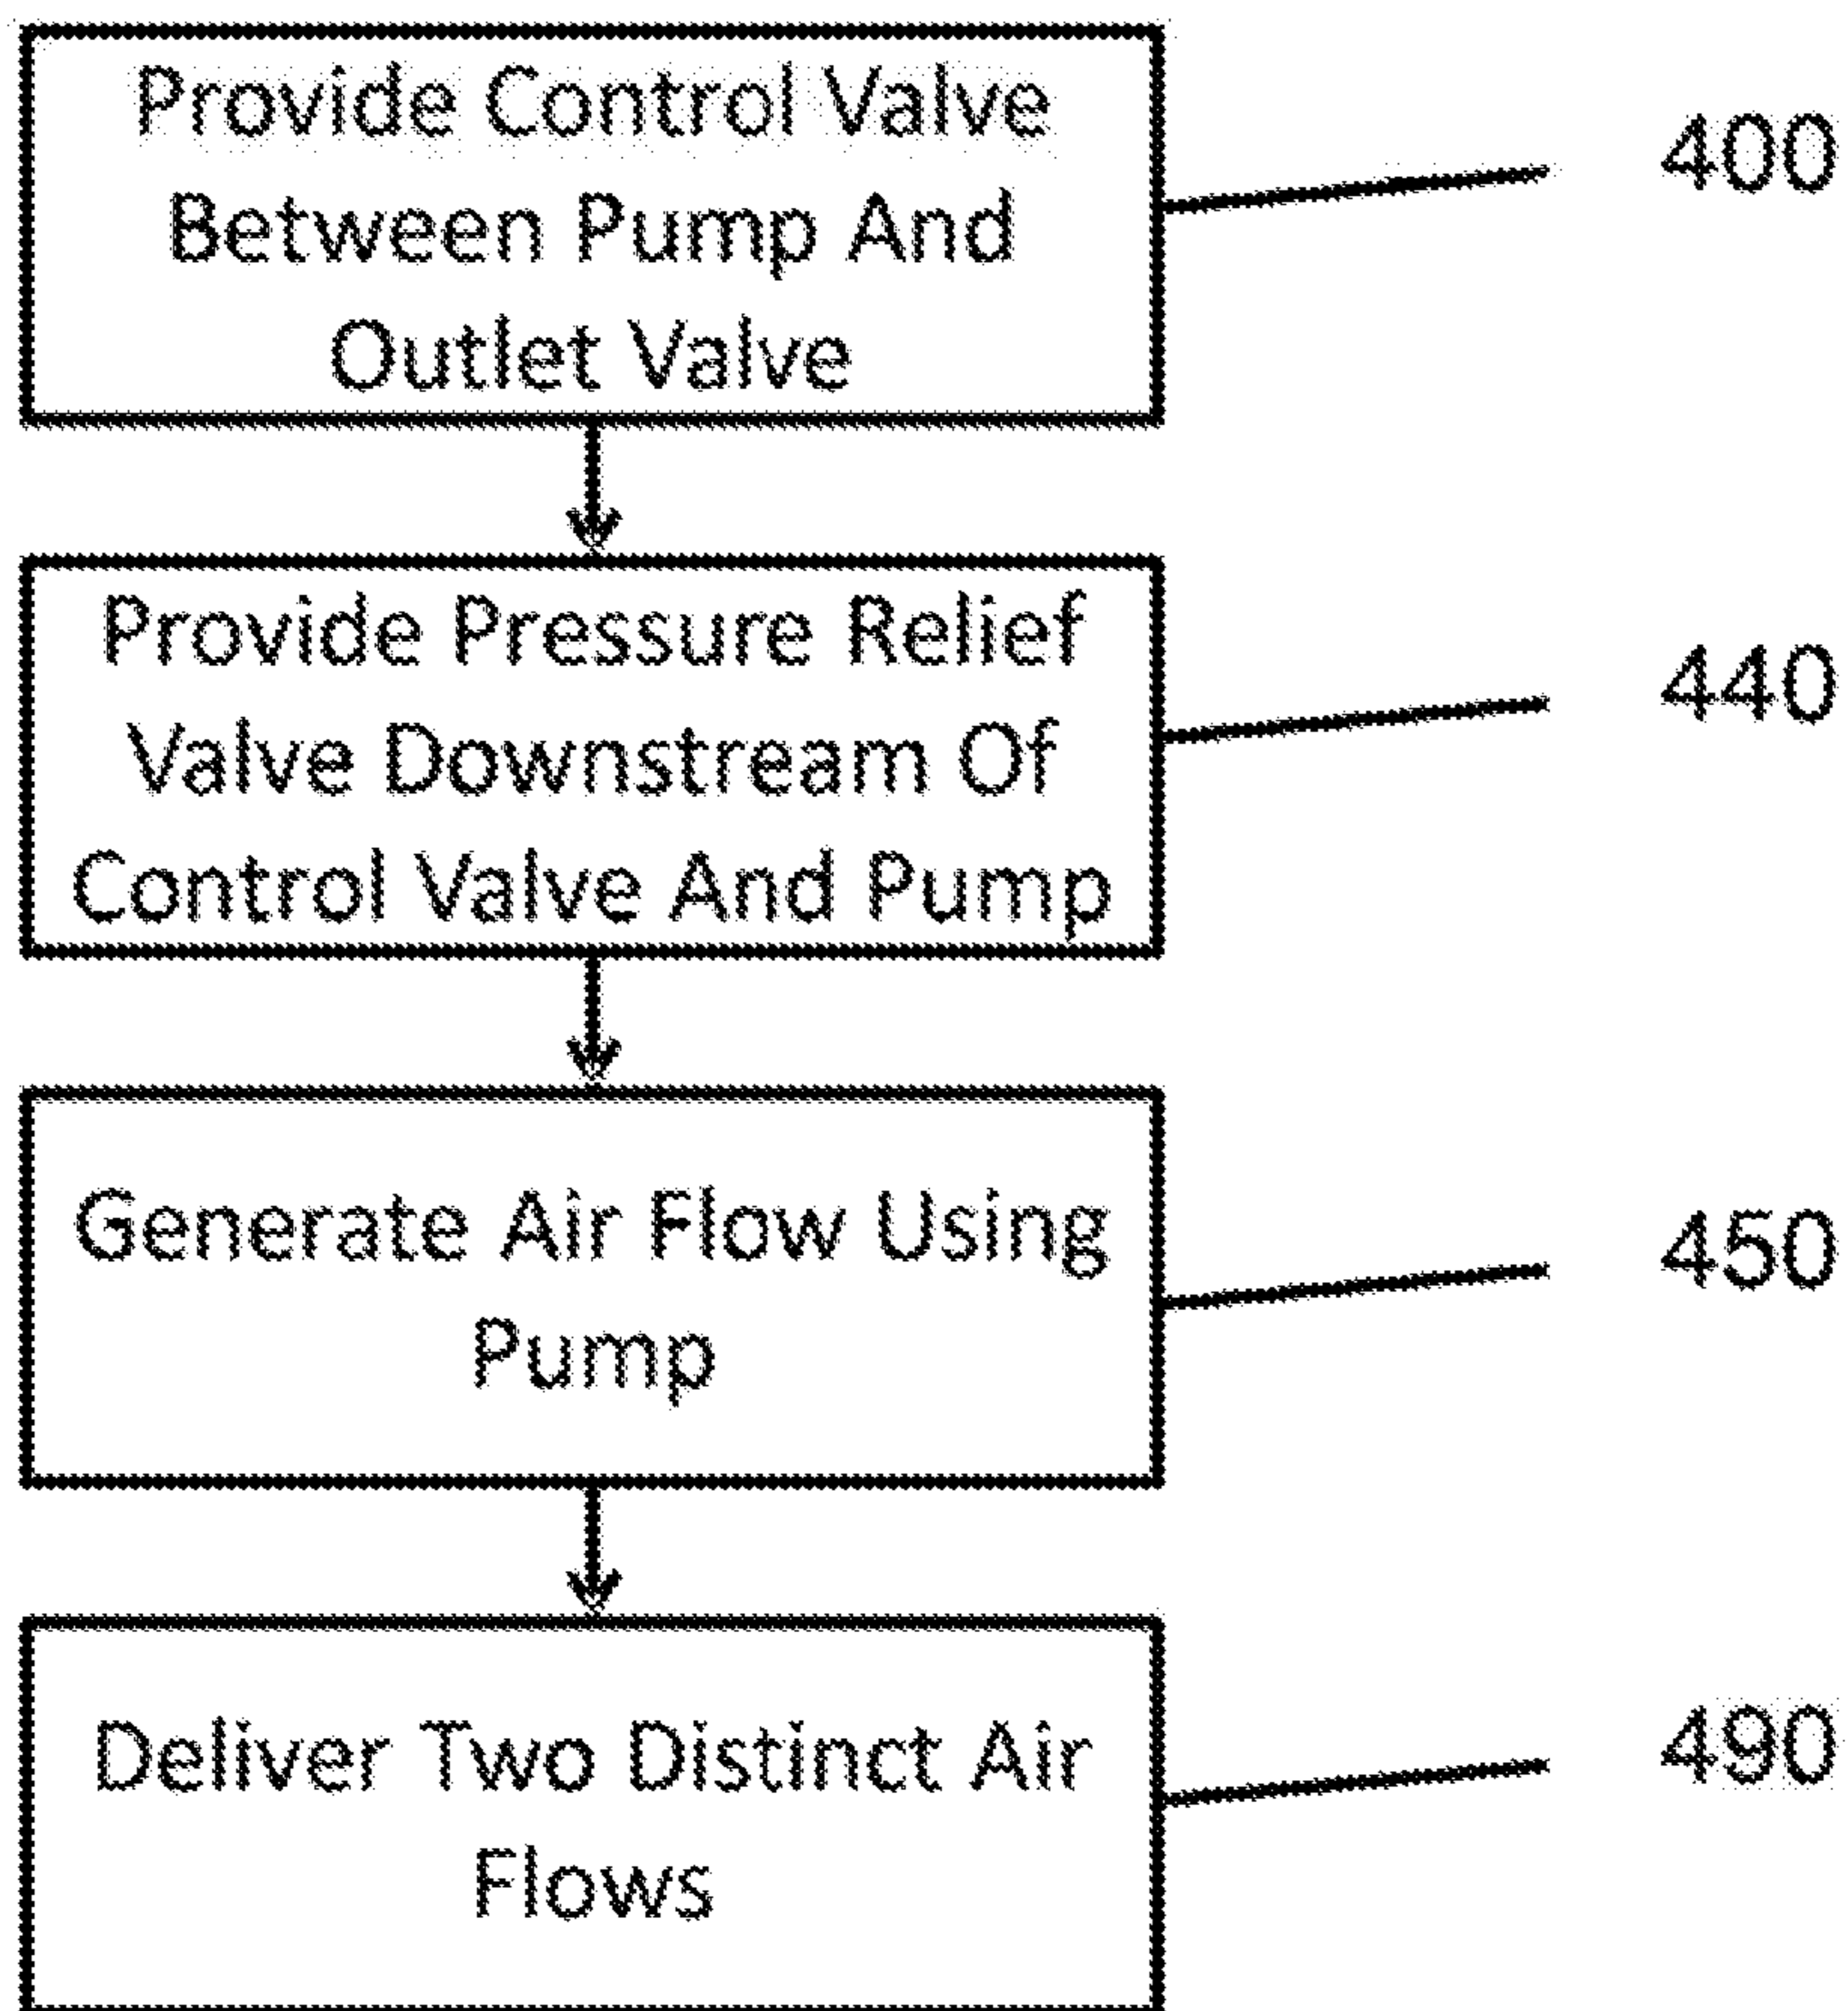 Provide Control Valve
Between Pump And
Outlet Valve
400
Provide Pressure Relief
Valve Downstream Of
Control Valve And Pump
440
Generate Air Flow Using
Pump
450
Deliver Two Distinct Air
Flows
490